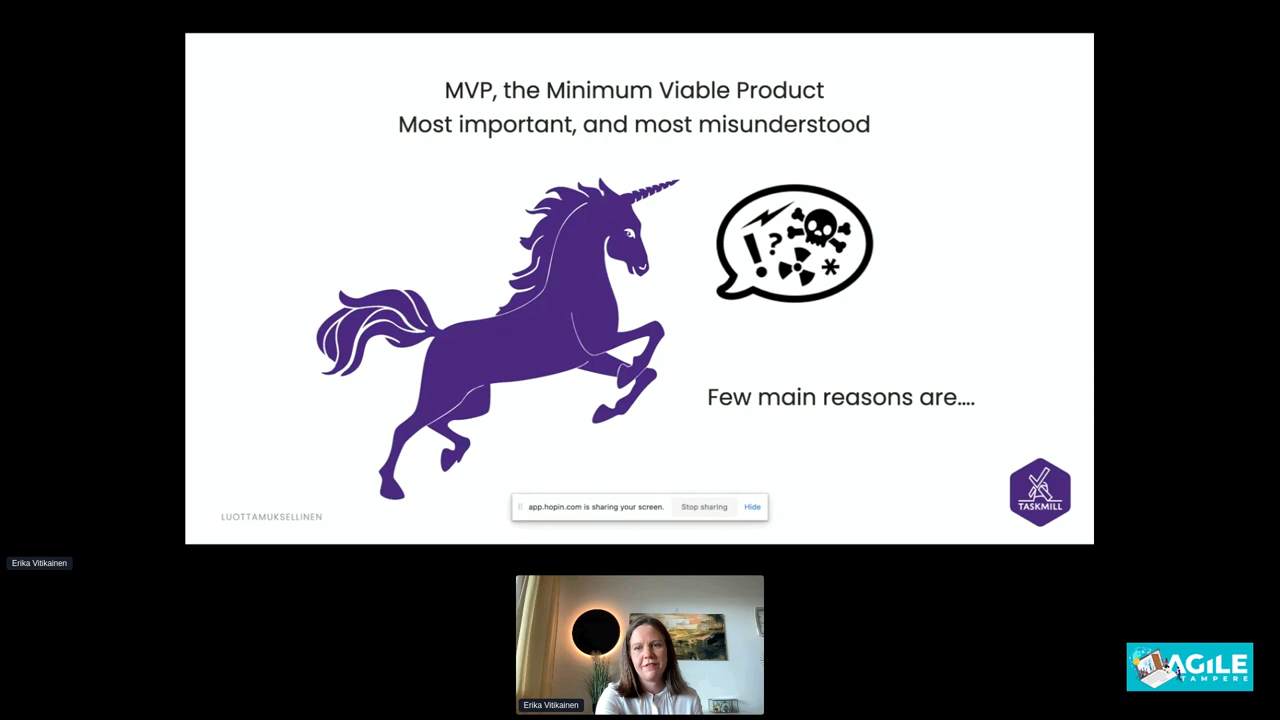 MVP, the Minimum Viable Product
Most important, and most misunderstood
Few main reasons are....
TASKMILL
LUOTTAMUKSELLINEN
app.hopin.com is sharing your screen.
Stop sharing
Hide
Erika Vitikainen
Erika Vitikainen
AGILE
TAMPERE